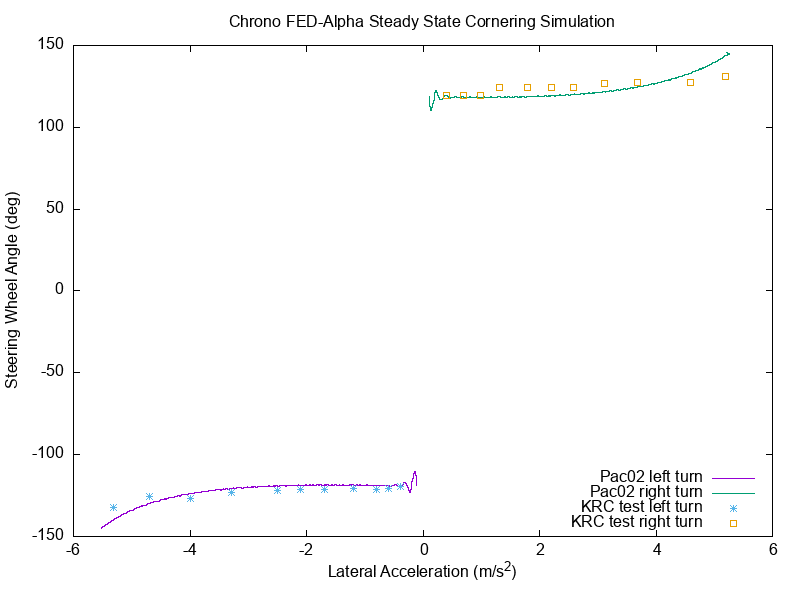 Chrono FED-Alpha Steady State Cornering Simulation
150
100
50
0
-50
-100
-150
Steering Wheel Angle (deg)
Pac02 left turn
Pac02 right turn
KRC test left turn
KRC test right turn
-6 -4 -2 0 2 4 6
Lateral Acceleration (m/s²)